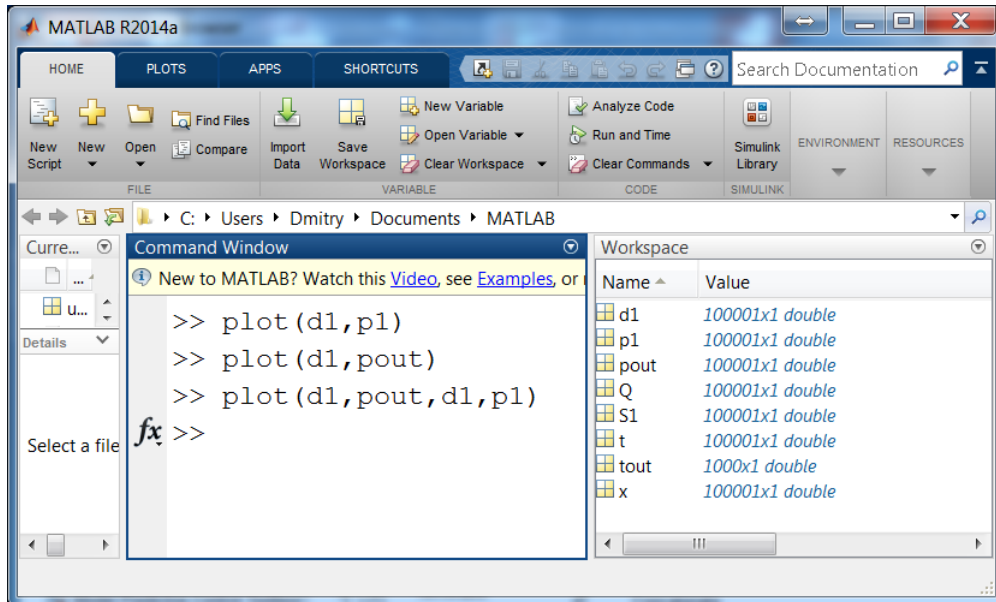 MATLAB R2014a
HOME PLOTS APPS SHORTCUTS Search Documentation
New Script
New
Open
Find Files
Compare
Import Data
Save Workspace
New Variable
Open Variable
Clear Workspace
Analyze Code
Run and Time
Clear Commands
Simulink Library
ENVIRONMENT
RESOURCES
FILE VARIABLE CODE SIMULINK
C: Users Dmitry Documents MATLAB
Curre...
...
u...
Details
Select a file
Command Window
New to MATLAB? Watch this Video, see Examples, or
>> plot(d1,p1)
>> plot(d1,pout)
>> plot(d1,pout,d1,p1)
fx >>
Workspace
Name Value
d1 100001x1 double
p1 100001x1 double
pout 100001x1 double
Q 100001x1 double
S1 100001x1 double
t 100001x1 double
tout 1000x1 double
x 100001x1 double